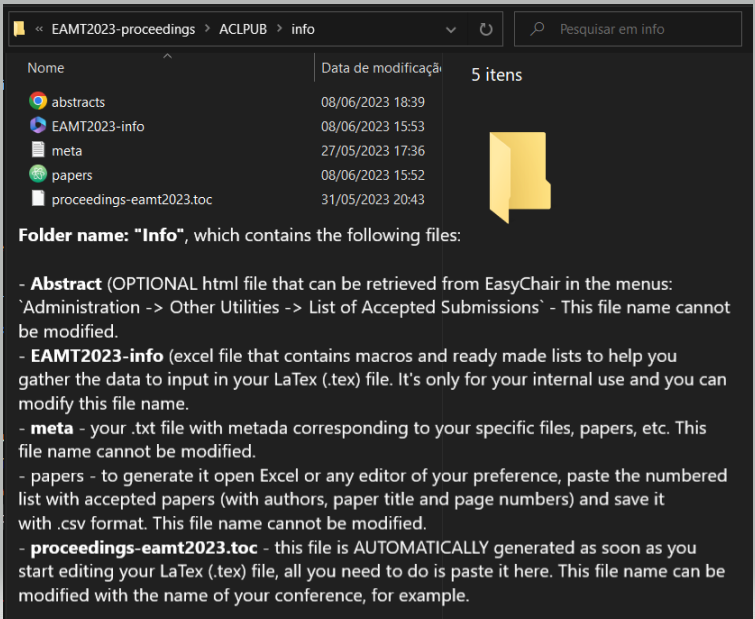 « EAMT2023-proceedings > ACLPUB > info
Pesquisar em info
Nome
Data de modificaçã
5 itens
abstracts 08/06/2023 18:39
EAMT2023-info 08/06/2023 15:53
meta 27/05/2023 17:36
papers 08/06/2023 15:52
proceedings-eamt2023.toc 31/05/2023 20:43
Folder name: "Info", which contains the following files:
- Abstract (OPTIONAL html file that can be retrieved from EasyChair in the menus:
`Administration -> Other Utilities -> List of Accepted Submissions` - This file name cannot
be modified.
- EAMT2023-info (excel file that contains macros and ready made lists to help you
gather the data to input in your LaTex (.tex) file. It's only for your internal use and you can
modify this file name.
- meta - your .txt file with metada corresponding to your specific files, papers, etc. This
file name cannot be modified.
- papers - to generate it open Excel or any editor of your preference, paste the numbered
list with accepted papers (with authors, paper title and page numbers) and save it
with .csv format. This file name cannot be modified.
- proceedings-eamt2023.toc - this file is AUTOMATICALLY generated as soon as you
start editing your LaTex (.tex) file, all you need to do is paste it here. This file name can be
modified with the name of your conference, for example.